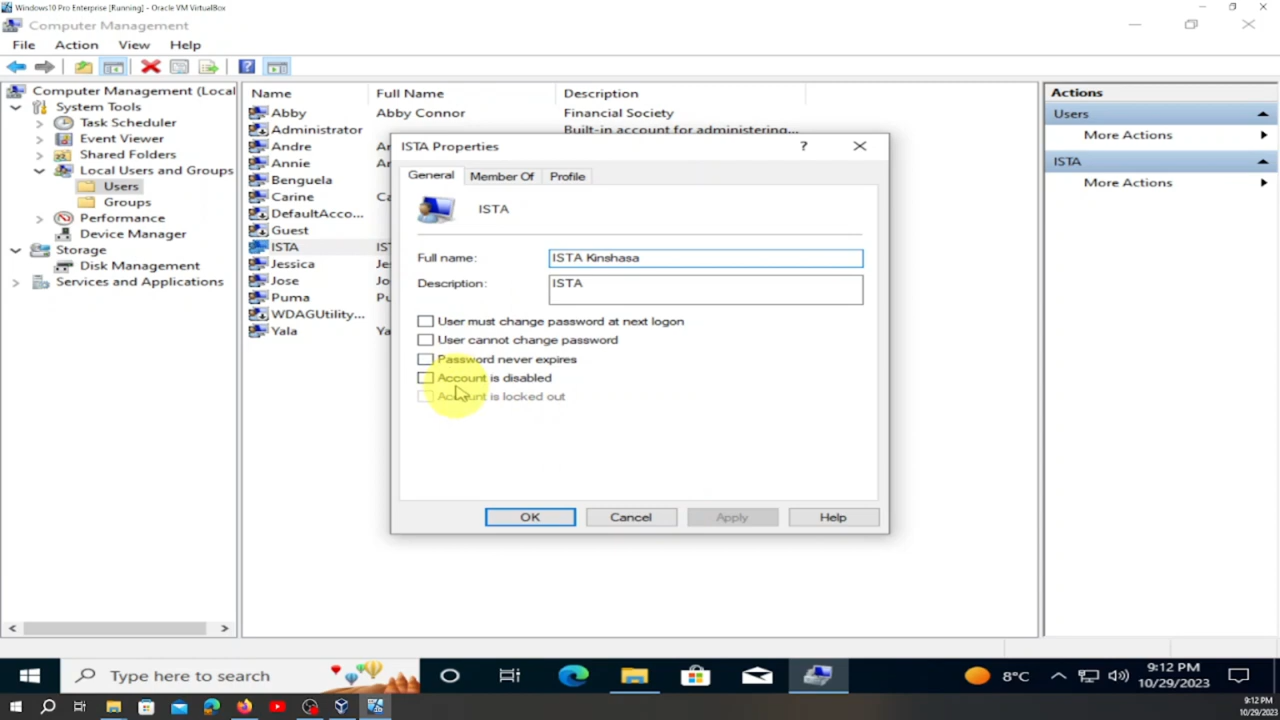 Windows10 Pro Enterprise [Running] - Oracle VM VirtualBox
Computer Management
File Action View Help
Computer Management (Local
System Tools
Task Scheduler
Event Viewer
Shared Folders
Local Users and Groups
Users
Groups
Performance
Device Manager
Storage
Disk Management
Services and Applications
Name Full Name Description
Abby Abby Connor Financial Society
Administrator Built-in account for administering...
Andre
Annie
Benguela
Carine
DefaultAcco...
Guest
ISTA
Jessica
Jose
Puma
WDAGUtility...
Yala
ISTA Properties ?
General Member Of Profile
ISTA
Full name: ISTA Kinshasa
Description: ISTA
User must change password at next logon
User cannot change password
Password never expires
Account is disabled
Account is locked out
OK Cancel Apply Help
Actions
Users
More Actions
ISTA
More Actions
Type here to search
8°C
9:12 PM
10/29/2023
9:12 PM
10/29/2023